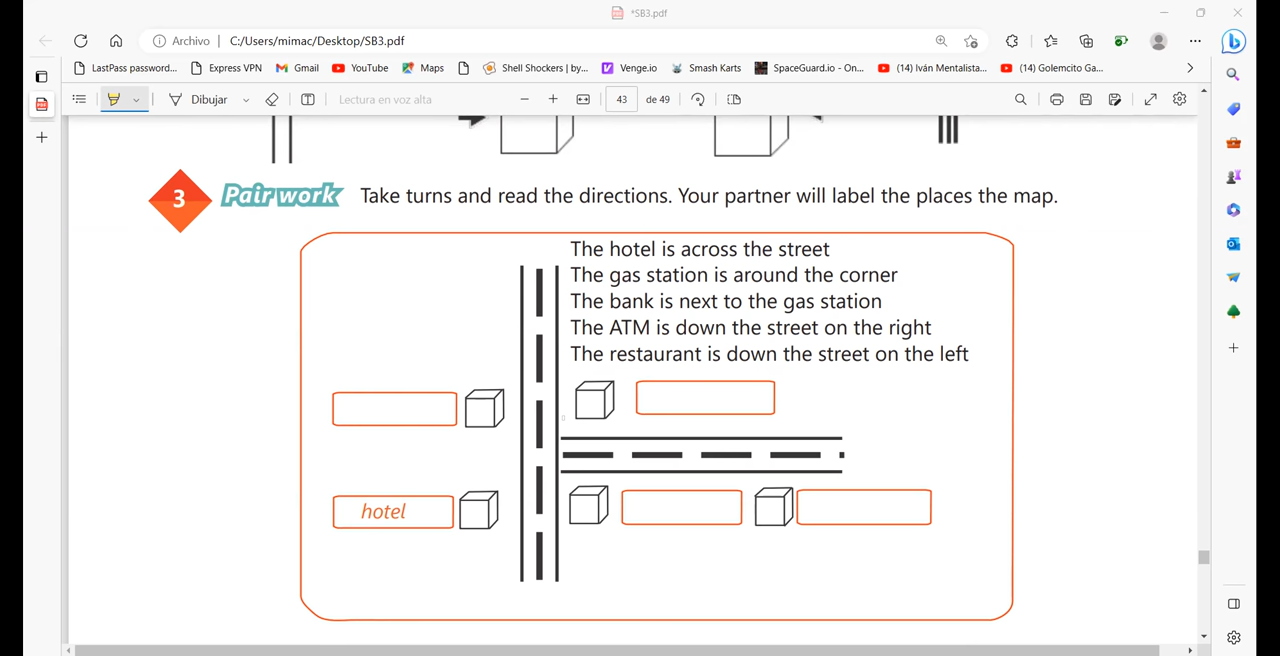 *SB3.pdf
Archivo C:/Users/mimac/Desktop/SB3.pdf
LastPass password... Express VPN Gmail YouTube Maps Shell Shockers | by... Venge.io Smash Karts SpaceGuard.io - On... (14) Iván Mentalista... (14) Golemcito Ga...
Dibujar Lectura en voz alta 43 de 49
3 Pair work Take turns and read the directions. Your partner will label the places the map.
The hotel is across the street
The gas station is around the corner
The bank is next to the gas station
The ATM is down the street on the right
The restaurant is down the street on the left
hotel